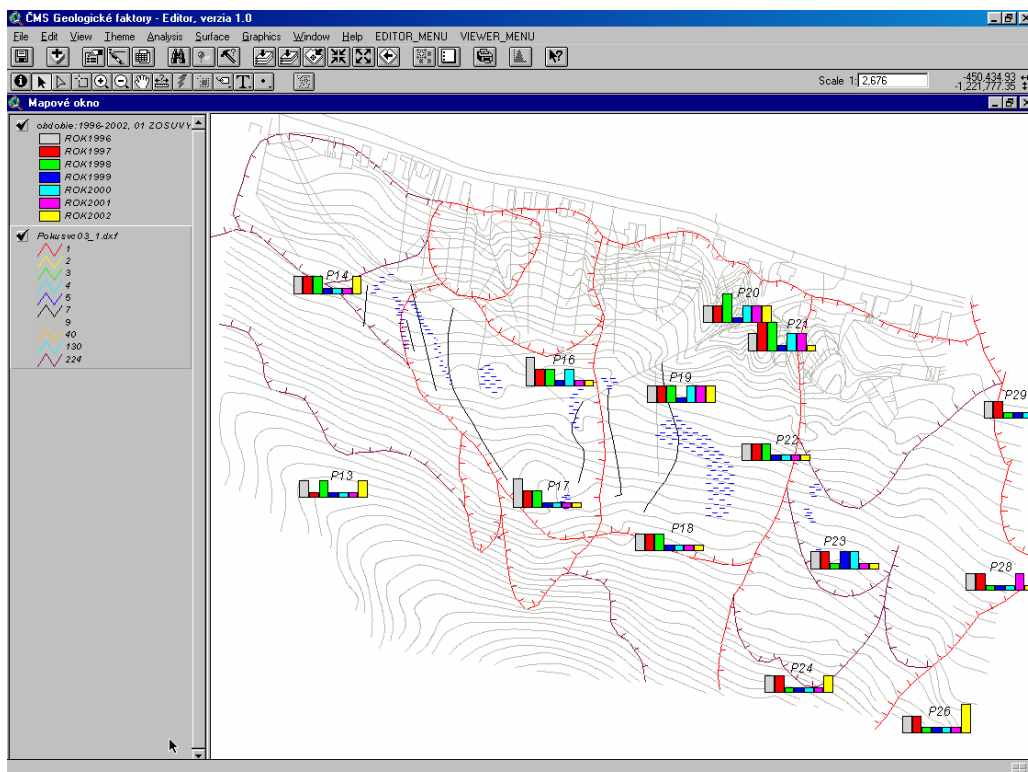 ČMS Geologické faktory - Editor, verzia 1.0
File Edit View Theme Analysis Surface Graphics Window Help EDITOR_MENU VIEWER_MENU
Scale 1: 2,676
-450,434.93
-1,221,777.35
Mapové okno
obdobie:1996-2002, 01 ZOSUVY
ROK1996
ROK1997
ROK1998
ROK1999
ROK2000
ROK2001
ROK2002
Pokusvc03_1.dxf
1
2
3
4
5
7
9
40
130
224
P14
P20
P21
P16
P19
P29
P22
P13
P17
P18
P23
P28
P24
P26